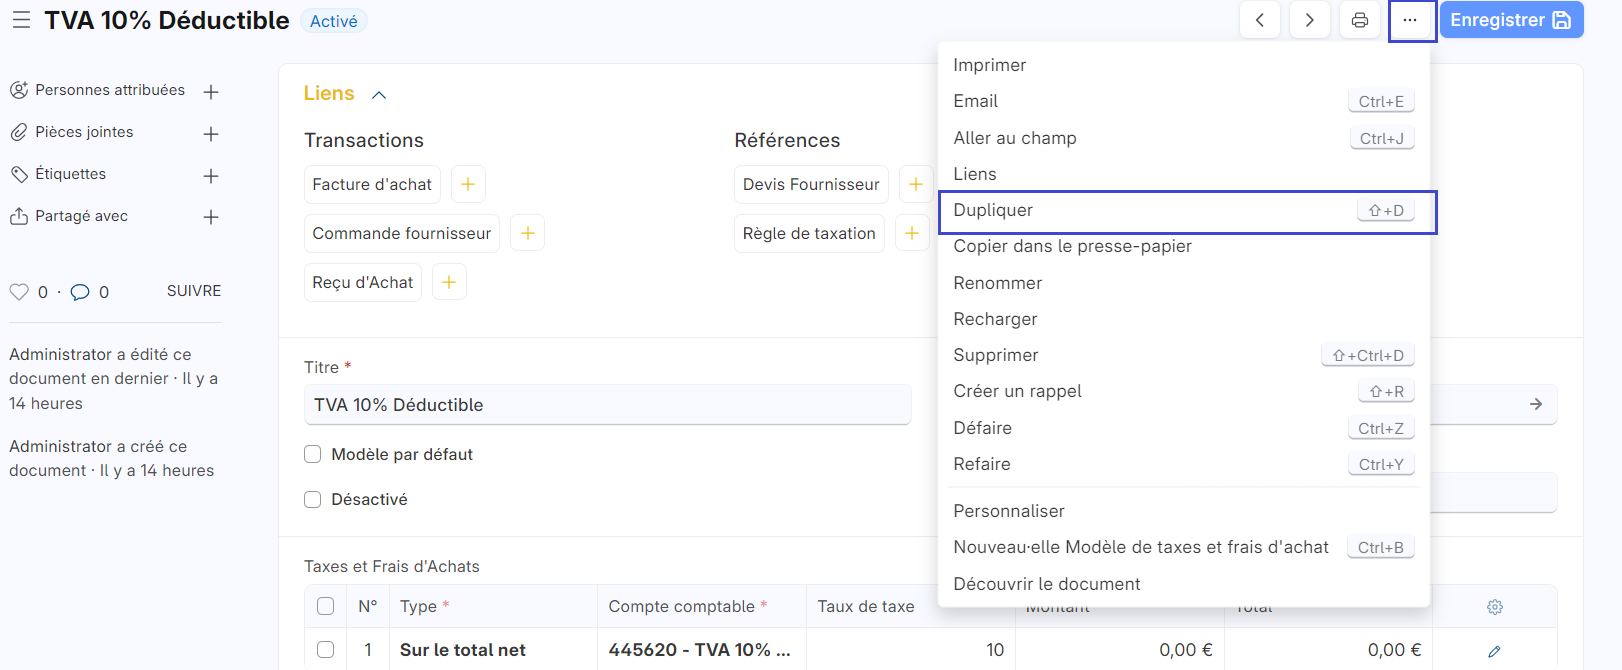 TVA 10% Déductible
Activé
Enregistrer
Personnes attribuées
Pièces jointes
Étiquettes
Partagé avec
0 · 0
SUIVRE
Administrator a édité ce
document en dernier · Il y a
14 heures
Administrator a créé ce
document · Il y a 14 heures
Liens
Transactions
Facture d'achat
Commande fournisseur
Reçu d'Achat
Références
Devis Fournisseur
Règle de taxation
Imprimer
Email Ctrl+E
Aller au champ Ctrl+J
Liens
Dupliquer ⇧+D
Copier dans le presse-papier
Renommer
Recharger
Supprimer ⇧+Ctrl+D
Créer un rappel ⇧+R
Défaire Ctrl+Z
Refaire Ctrl+Y
Personnaliser
Nouveau·elle Modèle de taxes et frais d'achat Ctrl+B
Découvrir le document
Titre *
TVA 10% Déductible
Modèle par défaut
Désactivé
Taxes et Frais d'Achats
N° Type * Compte comptable * Taux de taxe Montant Total
1 Sur le total net 445620 - TVA 10% ... 10 0,00 € 0,00 €